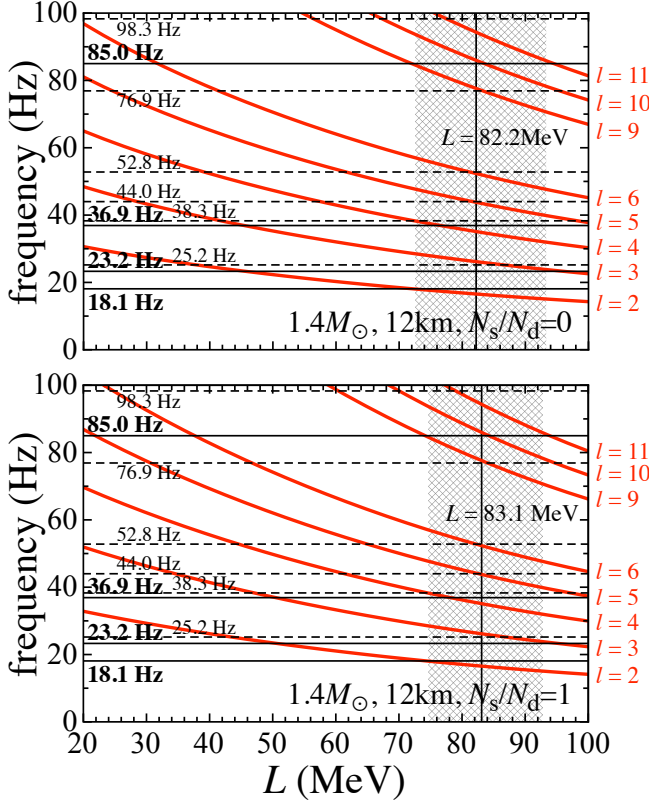 100
98.3 Hz
85.0 Hz
l = 11
80
76.9 Hz
l = 10
l = 9
L = 82.2MeV
60
52.8 Hz
l = 6
44.0 Hz
l = 5
40
36.9 Hz 38.3 Hz
l = 4
23.2 Hz 25.2 Hz
l = 3
20
18.1 Hz
l = 2
1.4M⊙, 12km, Ns/Nd=0
0
frequency (Hz)
100
98.3 Hz
85.0 Hz
l = 11
80
76.9 Hz
l = 10
l = 9
L = 83.1 MeV
60
52.8 Hz
l = 6
44.0 Hz
l = 5
40
36.9 Hz 38.3 Hz
l = 4
23.2 Hz 25.2 Hz
l = 3
20
18.1 Hz
l = 2
1.4M⊙, 12km, Ns/Nd=1
0
frequency (Hz)
20 30 40 50 60 70 80 90 100
L (MeV)